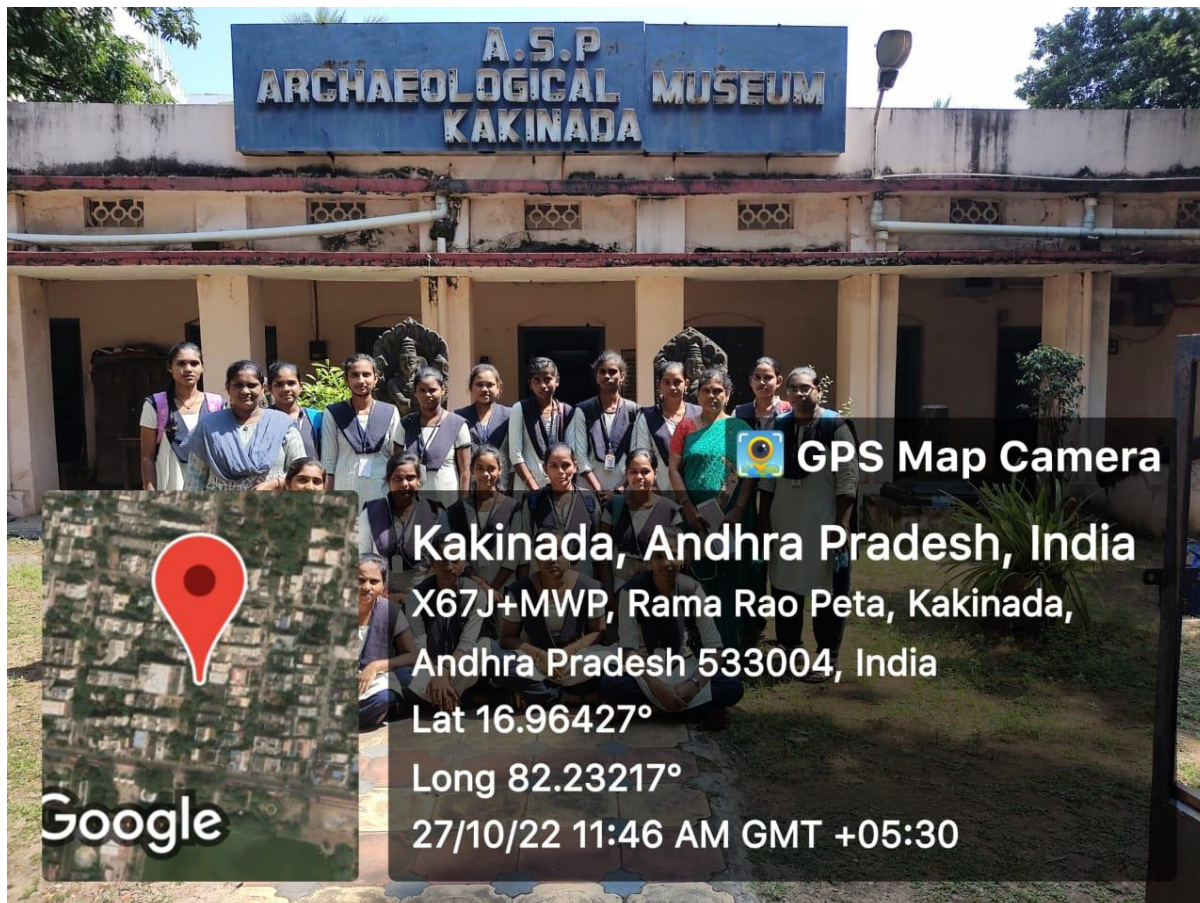 A.S.P
ARCHAEOLOGICAL MUSEUM
KAKINADA
GPS Map Camera
Kakinada, Andhra Pradesh, India
X67J+MWP, Rama Rao Peta, Kakinada,
Andhra Pradesh 533004, India
Lat 16.96427°
Long 82.23217°
27/10/22 11:46 AM GMT +05:30
Google